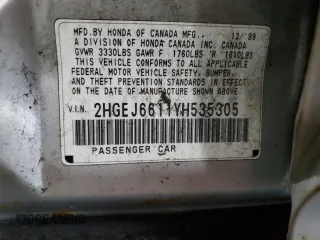 MFD. BY HONDA OF CANADA MFG., 12/99
A DIVISION OF HONDA CANADA INC. CANADA
GVWR 3330LBS GAWR F 1760LBS R 1610LBS
THIS VEHICLE CONFORMS TO ALL APPLICABLE
FEDERAL MOTOR VEHICLE SAFETY, BUMPER,
AND THEFT PREVENTION STANDARDS IN EFFECT
ON THE DATE OF MANUFACTURE SHOWN ABOVE
V.I.N. 2HGEJ6611YH535305
PASSENGER CAR